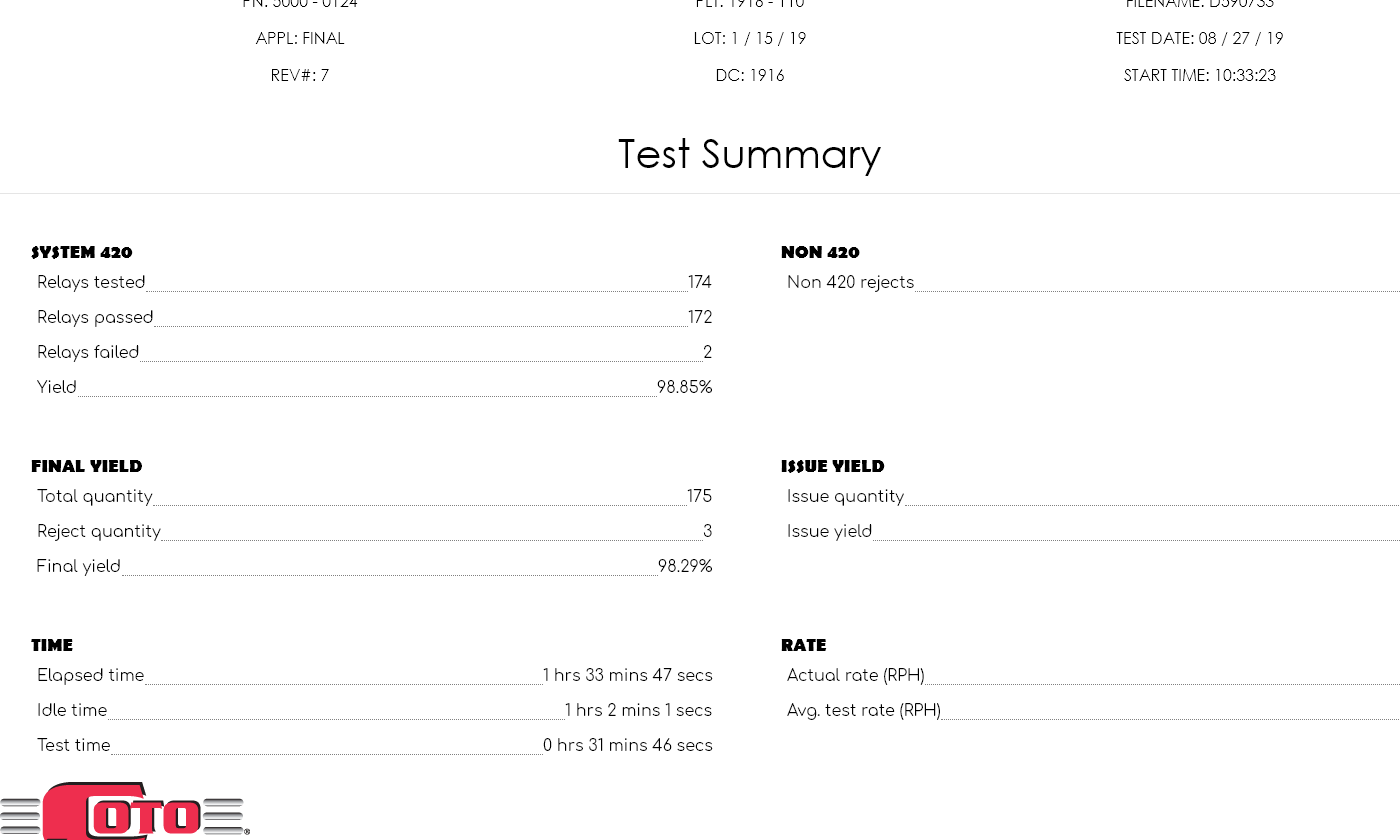 PN: 5000 - 0124
PLT: 1916 - 110
FILENAME: D590733
APPL: FINAL
LOT: 1 / 15 / 19
TEST DATE: 08 / 27 / 19
REV#: 7
DC: 1916
START TIME: 10:33:23
Test Summary
SYSTEM 420
Relays tested 174
Relays passed 172
Relays failed 2
Yield 98.85%
NON 420
Non 420 rejects
FINAL YIELD
Total quantity 175
Reject quantity 3
Final yield 98.29%
ISSUE YIELD
Issue quantity
Issue yield
TIME
Elapsed time 1 hrs 33 mins 47 secs
Idle time 1 hrs 2 mins 1 secs
Test time 0 hrs 31 mins 46 secs
RATE
Actual rate (RPH)
Avg. test rate (RPH)
COTO ®